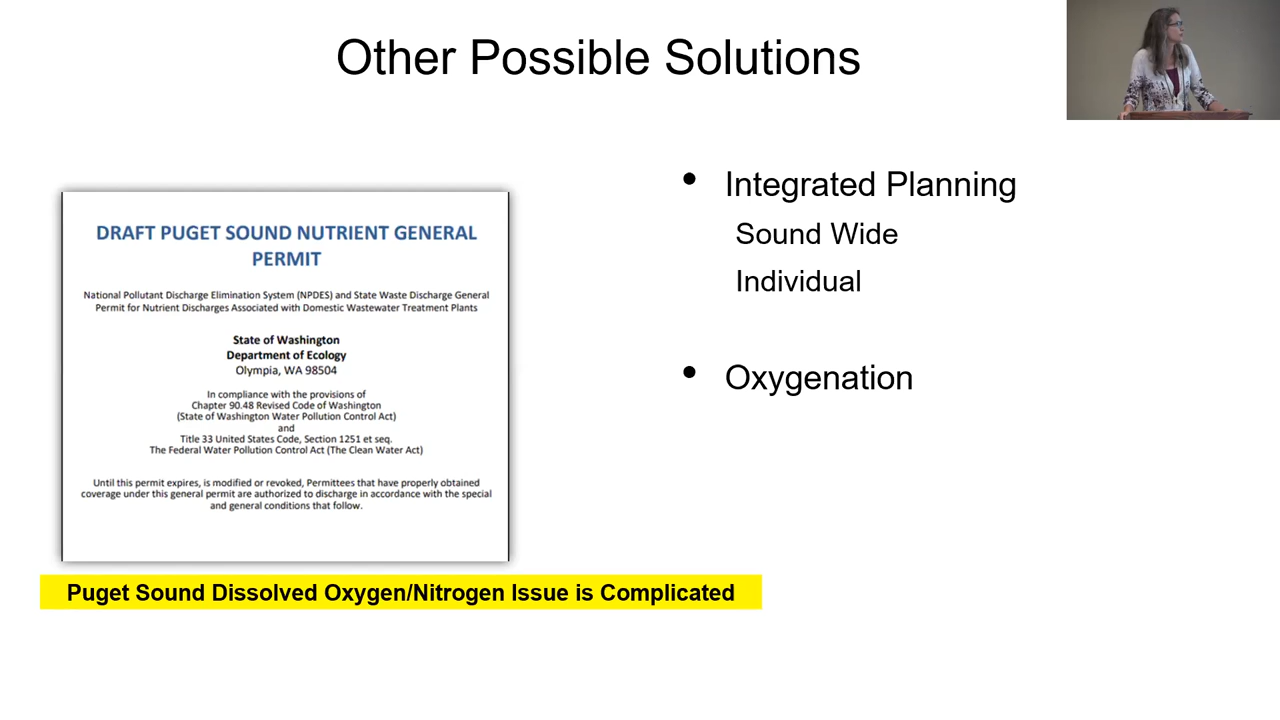 Other Possible Solutions
DRAFT PUGET SOUND NUTRIENT GENERAL
PERMIT
National Pollutant Discharge Elimination System (NPDES) and State Waste Discharge General
Permit for Nutrient Discharges Associated with Domestic Wastewater Treatment Plants
State of Washington
Department of Ecology
Olympia, WA 98504
In compliance with the provisions of
Chapter 90.48 Revised Code of Washington
(State of Washington Water Pollution Control Act)
and
Title 33 United States Code, Section 1251 et seq.
The Federal Water Pollution Control Act (The Clean Water Act)
Until this permit expires, is modified or revoked, Permittees that have properly obtained
coverage under this general permit are authorized to discharge in accordance with the special
and general conditions that follow.
Puget Sound Dissolved Oxygen/Nitrogen Issue is Complicated
• Integrated Planning
Sound Wide
Individual
• Oxygenation